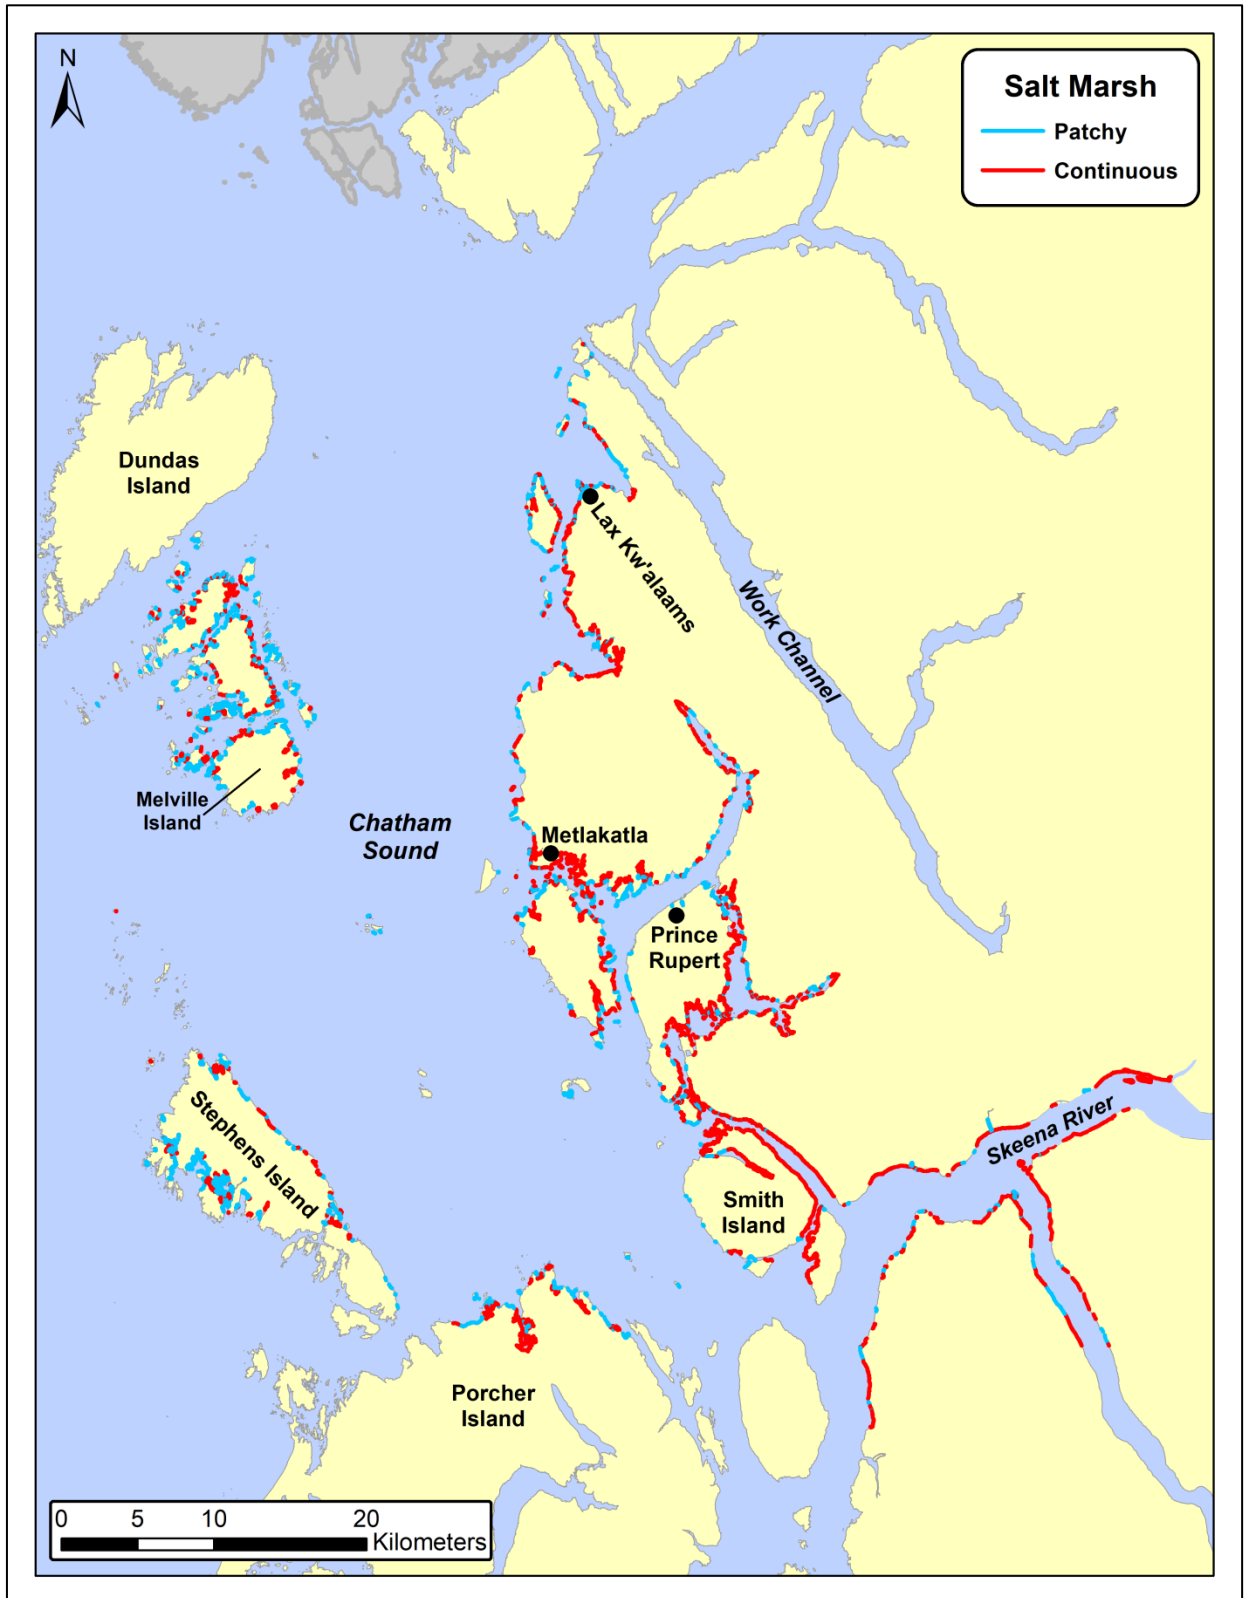 N
Salt Marsh
Patchy
Continuous
Dundas
Island
Lax Kw'alaams
Work Channel
Melville
Island
Chatham
Sound
Metlakatla
Prince
Rupert
Stephens Island
Skeena River
Smith
Island
Porcher
Island
0 5 10 20
Kilometers